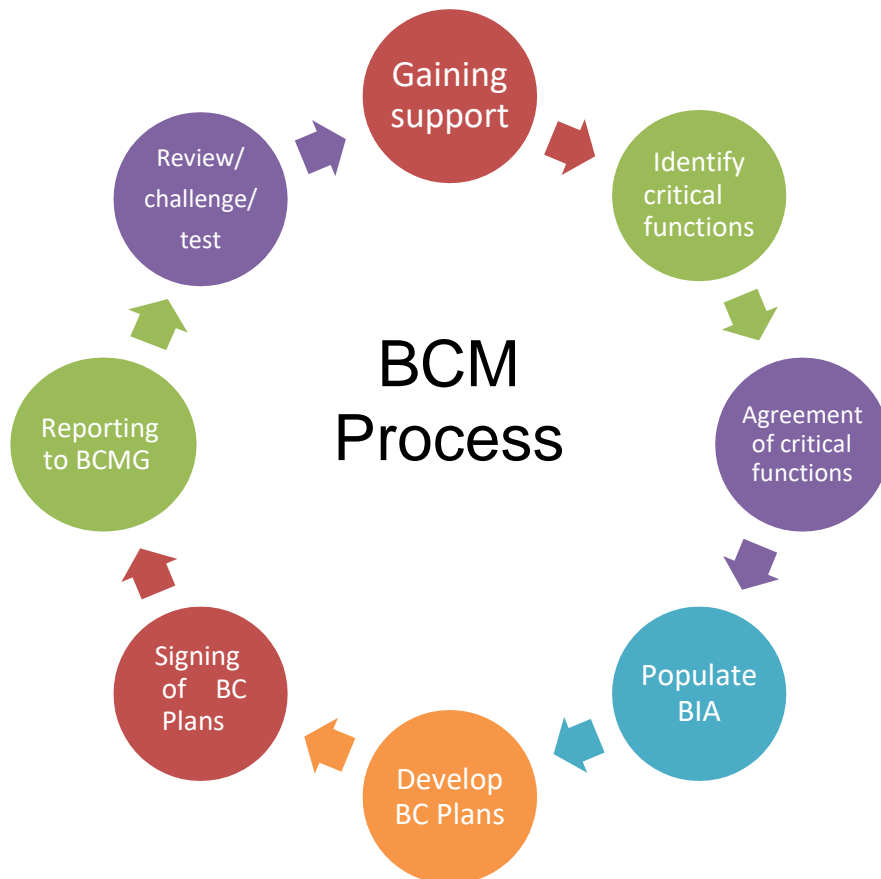 Gaining
support
Identify
critical
functions
Agreement
of critical
functions
Populate
BIA
Develop
BC Plans
Signing
of BC
Plans
Reporting
to BCMG
Review/
challenge/
test
BCM
Process